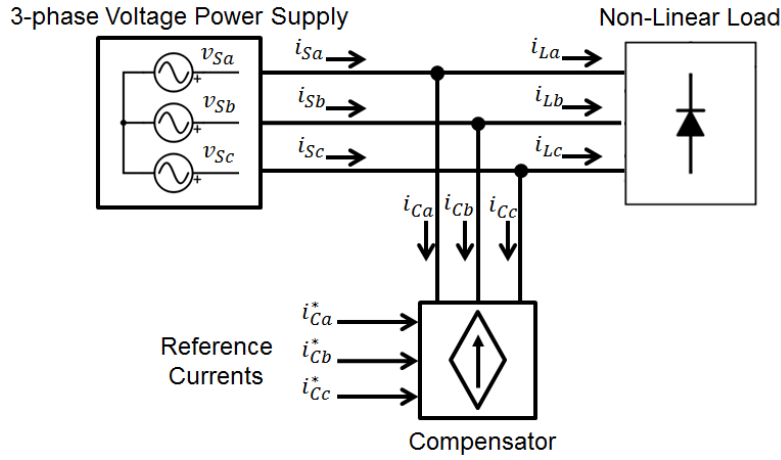 3-phase Voltage Power Supply
Non-Linear Load
v_Sa
+
i_Sa
i_La
v_Sb
+
i_Sb
i_Lb
v_Sc
+
i_Sc
i_Lc
i_Ca i_Cb i_Cc
i*_Ca
Reference
i*_Cb
Currents
i*_Cc
Compensator